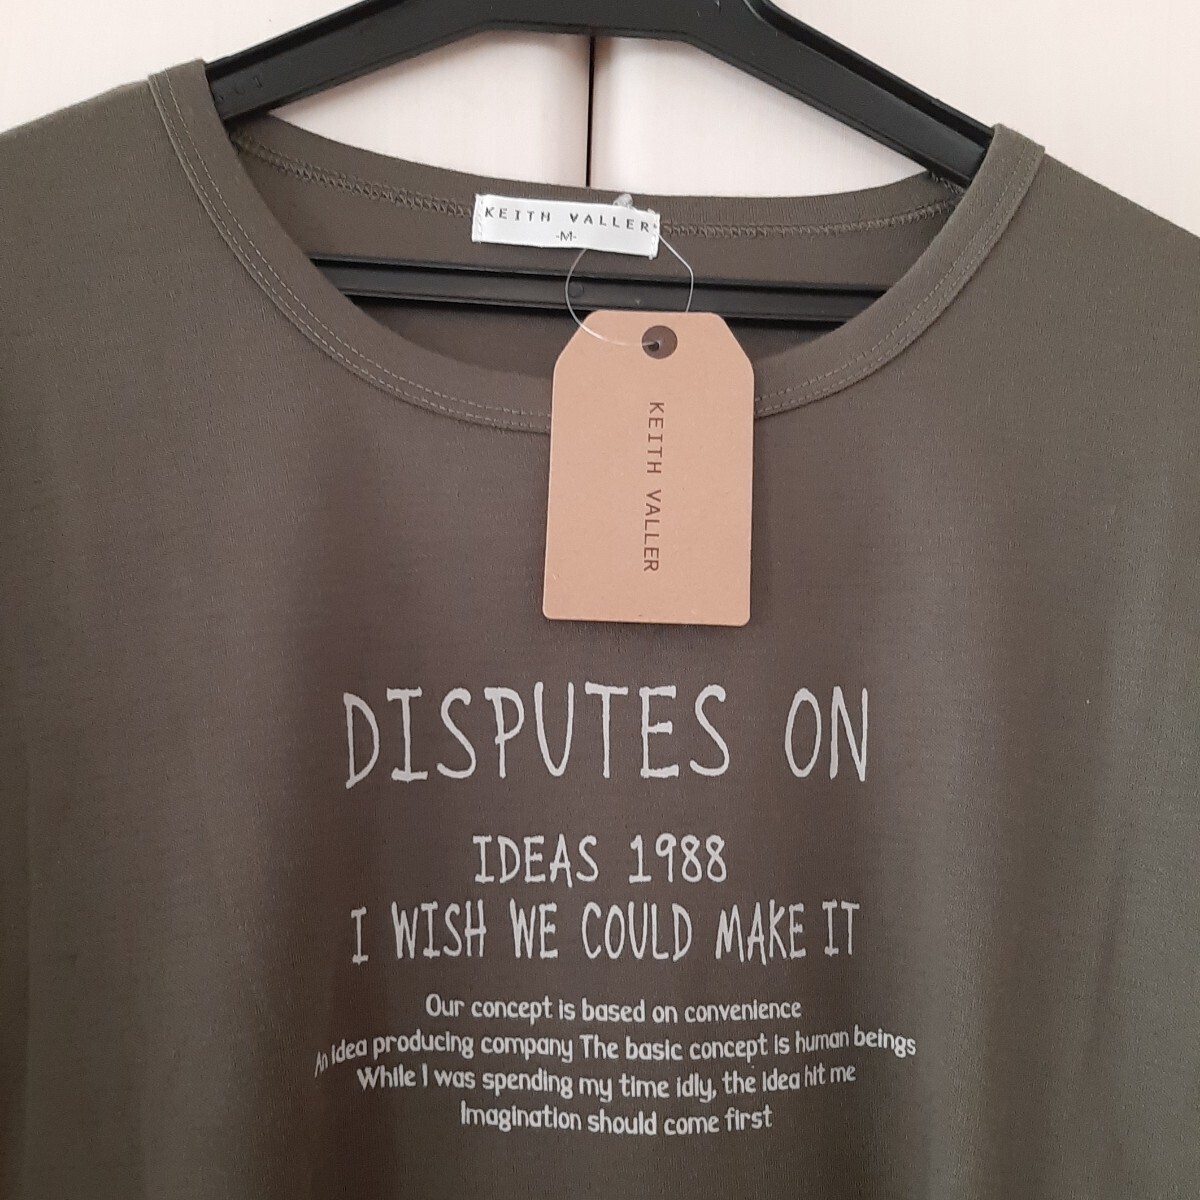 KEITH VALLER
-M-
KEITH VALLER
DISPUTES ON
IDEAS 1988
I WISH WE COULD MAKE IT
Our concept is based on convenience
An idea producing company The basic concept is human beings
While I was spending my time idly, the idea hit me
Imagination should come first